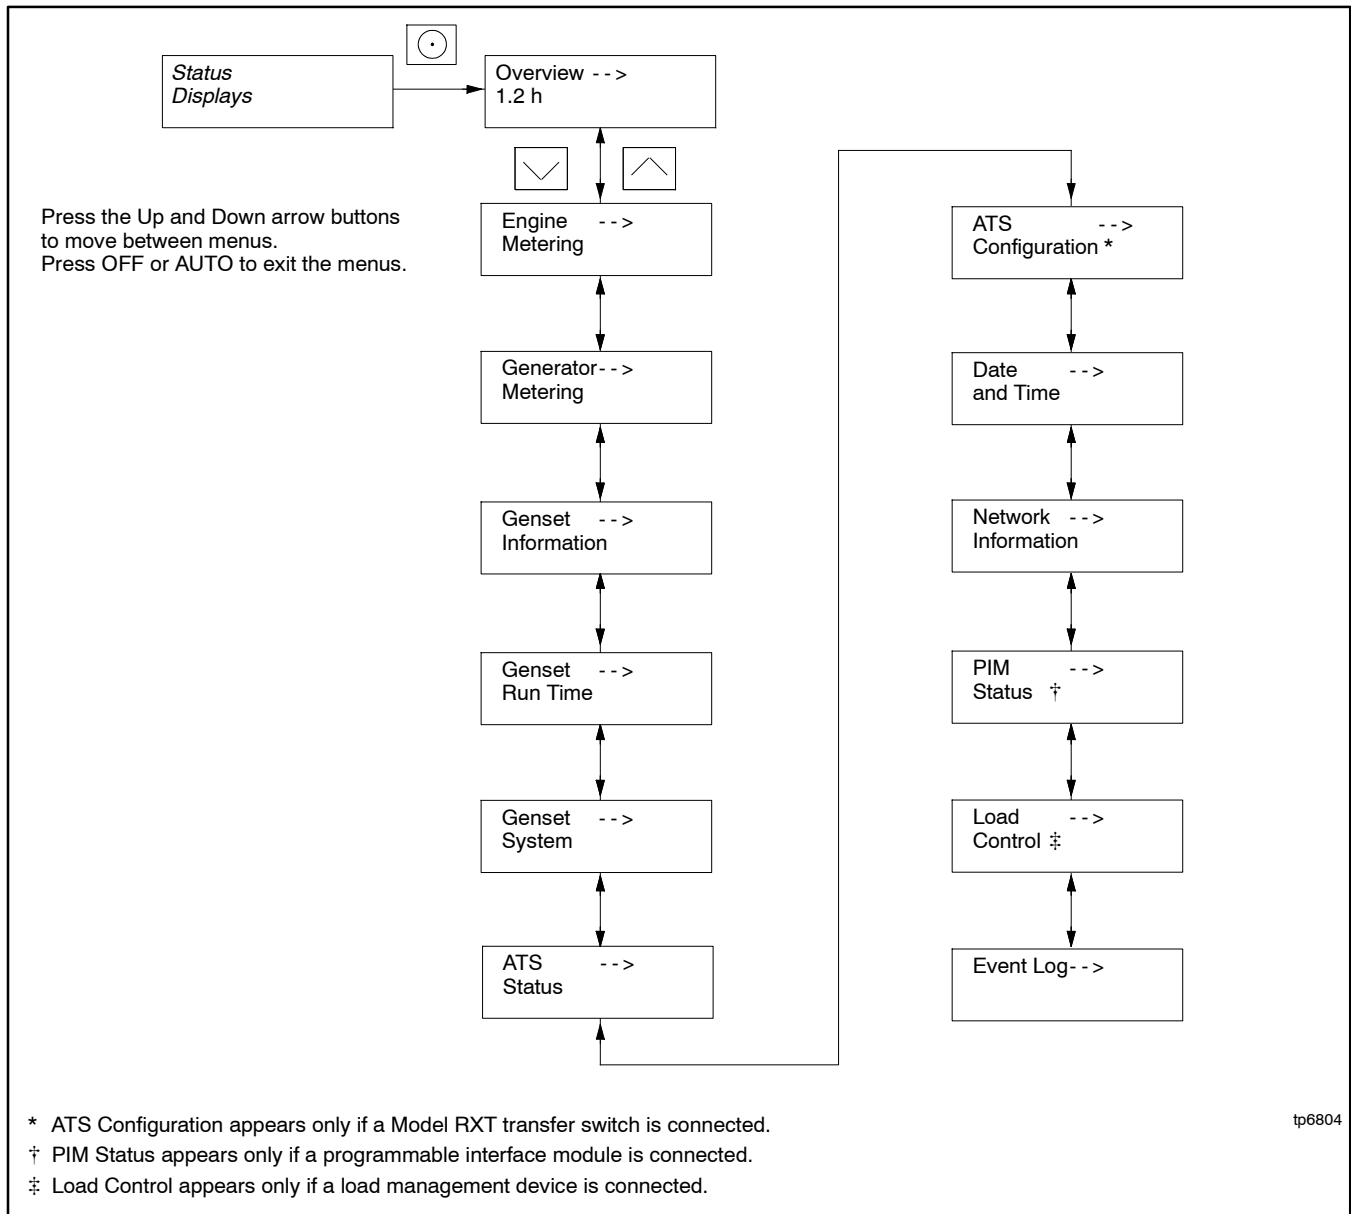 Status
Displays
Overview - - >
1.2 h
Press the Up and Down arrow buttons
to move between menus.
Press OFF or AUTO to exit the menus.
Engine - - >
Metering
Generator- - >
Metering
Genset - - >
Information
Genset - - >
Run Time
Genset - - >
System
ATS - - >
Status
ATS - - >
Configuration *
Date - - >
and Time
Network - - >
Information
PIM - - >
Status †
Load - - >
Control ‡
Event Log- - >
* ATS Configuration appears only if a Model RXT transfer switch is connected.
† PIM Status appears only if a programmable interface module is connected.
‡ Load Control appears only if a load management device is connected.
tp6804